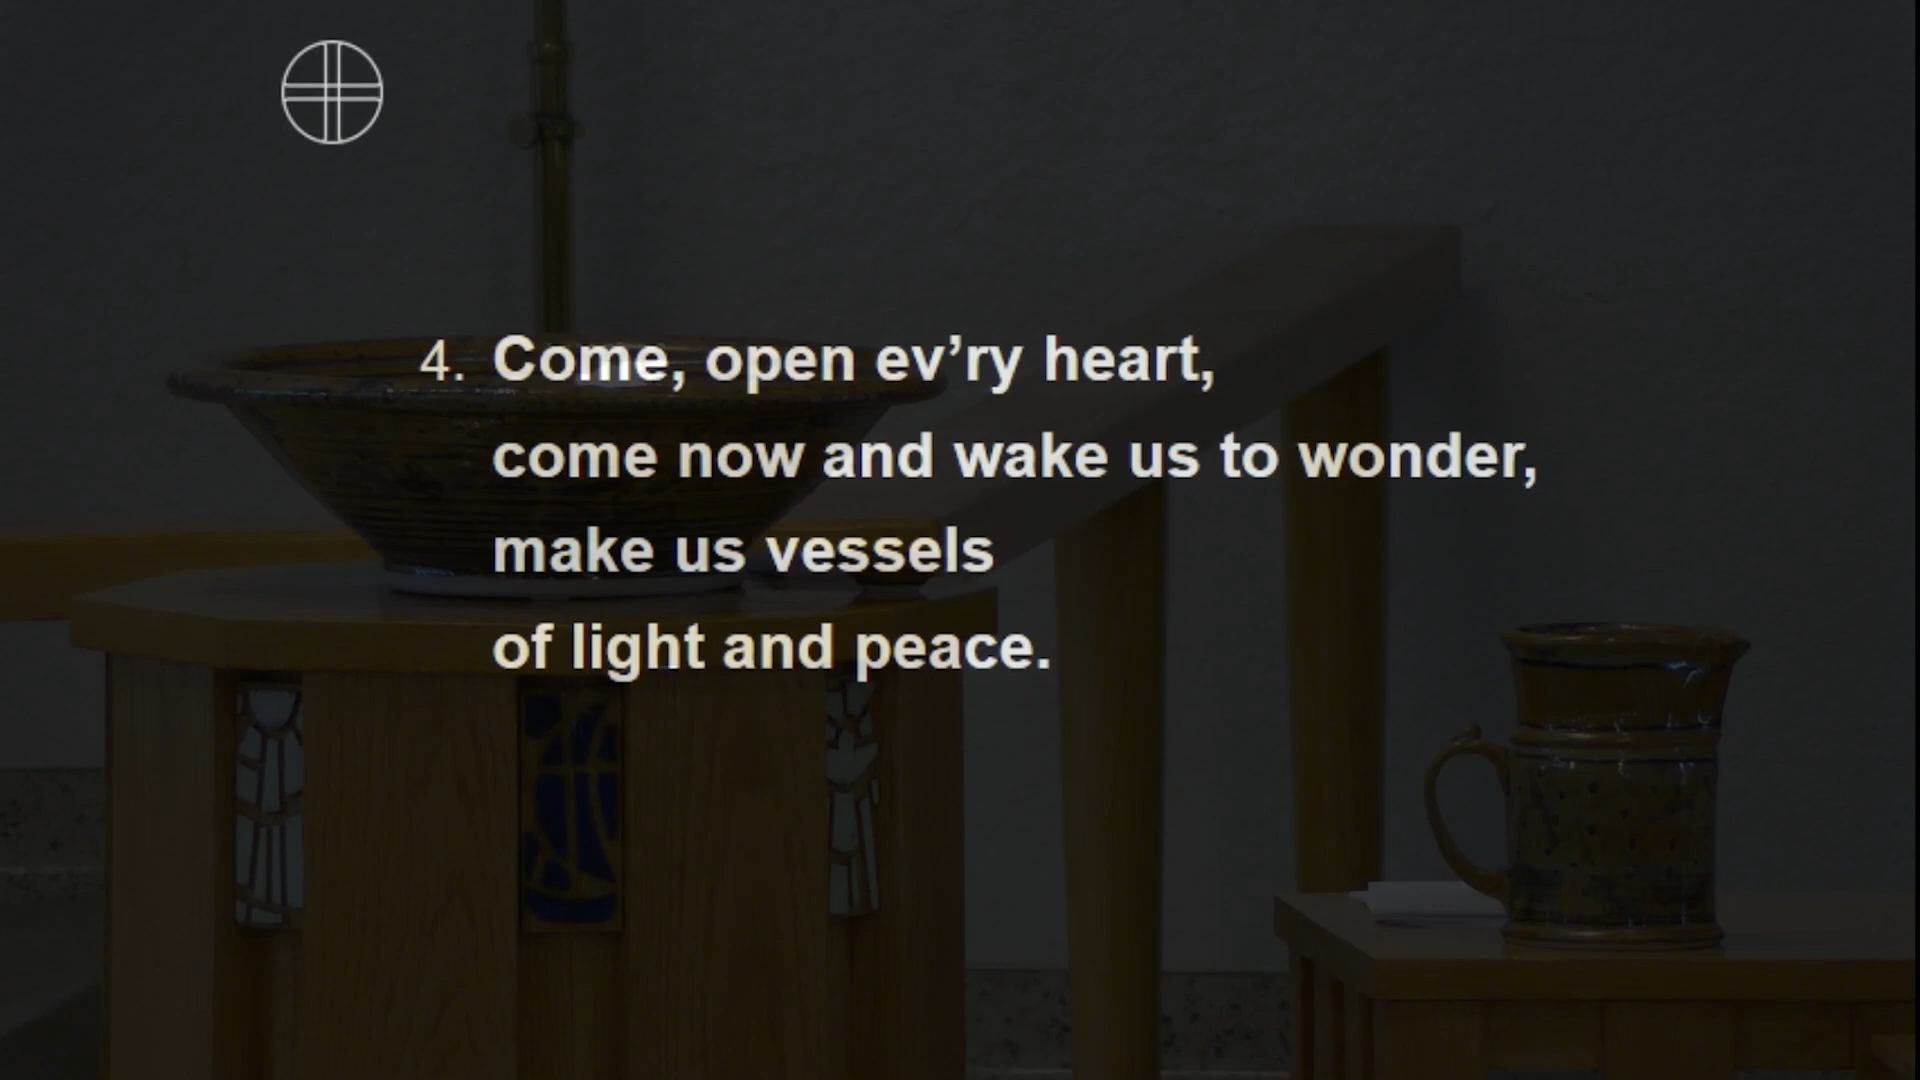 4. Come, open ev’ry heart,
come now and wake us to wonder,
make us vessels
of light and peace.